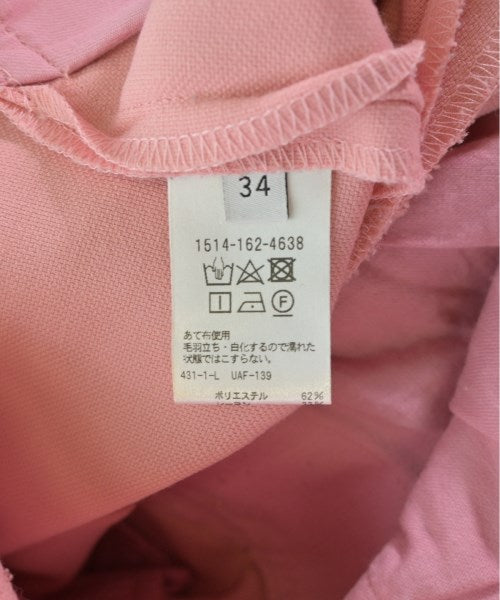 34
1514-162-4638
F
あて布使用
毛羽立ち・白化するので濡れた
状態ではこすらない。
431-1-L UAF-139
ポリエステル 62%